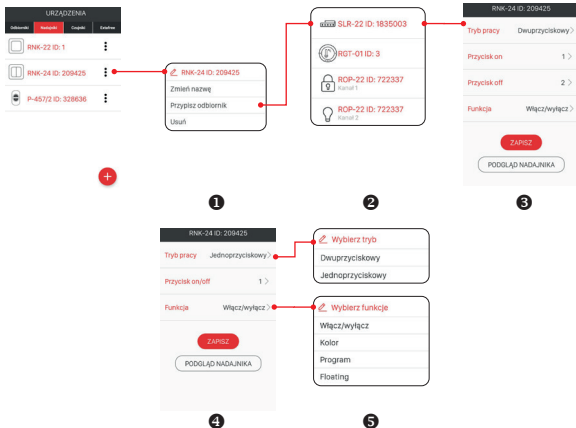 URZĄDZENIA
Odbiorniki Nadajniki Czujniki Extafree
RNK-22 ID: 1
RNK-24 ID: 209425
P-457/2 ID: 328636
RNK-24 ID: 209425
Zmień nazwę
Przypisz odbiornik
Usuń
1
SLR-22 ID: 1835003
RGT-01 ID: 3
ROP-22 ID: 722337
Kanał 1
ROP-22 ID: 722337
Kanał 2
2
RNK-24 ID: 209425
Tryb pracy Dwuprzyciskowy
Przycisk on 1
Przycisk off 2
Funkcja Włącz/wyłącz
ZAPISZ
PODGLĄD NADAJNIKA
3
RNK-24 ID: 209425
Tryb pracy Jednoprzyciskowy
Przycisk on/off 1
Funkcja Włącz/wyłącz
ZAPISZ
PODGLĄD NADAJNIKA
4
Wybierz tryb
Dwuprzyciskowy
Jednoprzyciskowy
Wybierz funkcje
Włącz/wyłącz
Kolor
Program
Floating
5